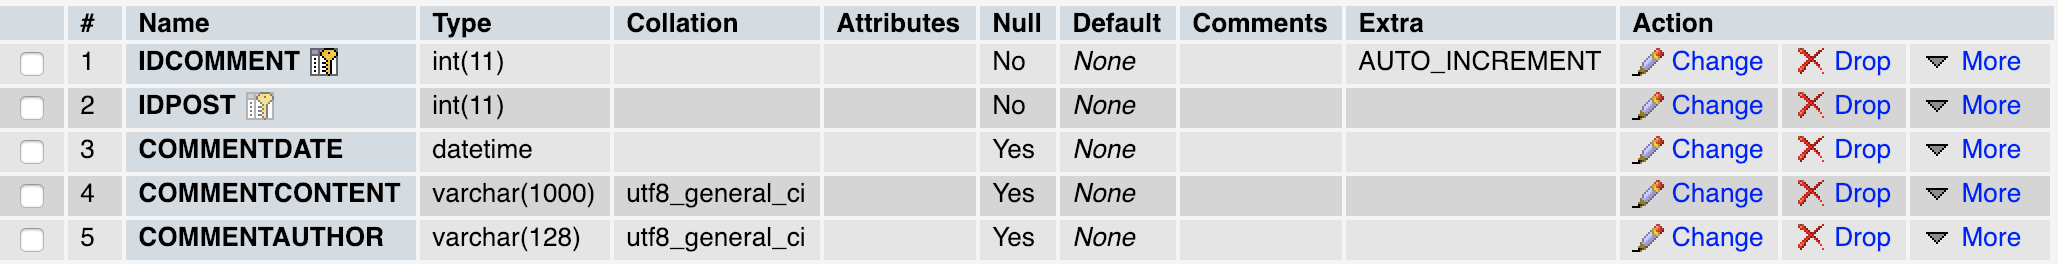 # Name Type Collation Attributes Null Default Comments Extra Action
1 IDCOMMENT int(11) No None AUTO_INCREMENT Change Drop More
2 IDPOST int(11) No None Change Drop More
3 COMMENTDATE datetime Yes None Change Drop More
4 COMMENTCONTENT varchar(1000) utf8_general_ci Yes None Change Drop More
5 COMMENTAUTHOR varchar(128) utf8_general_ci Yes None Change Drop More